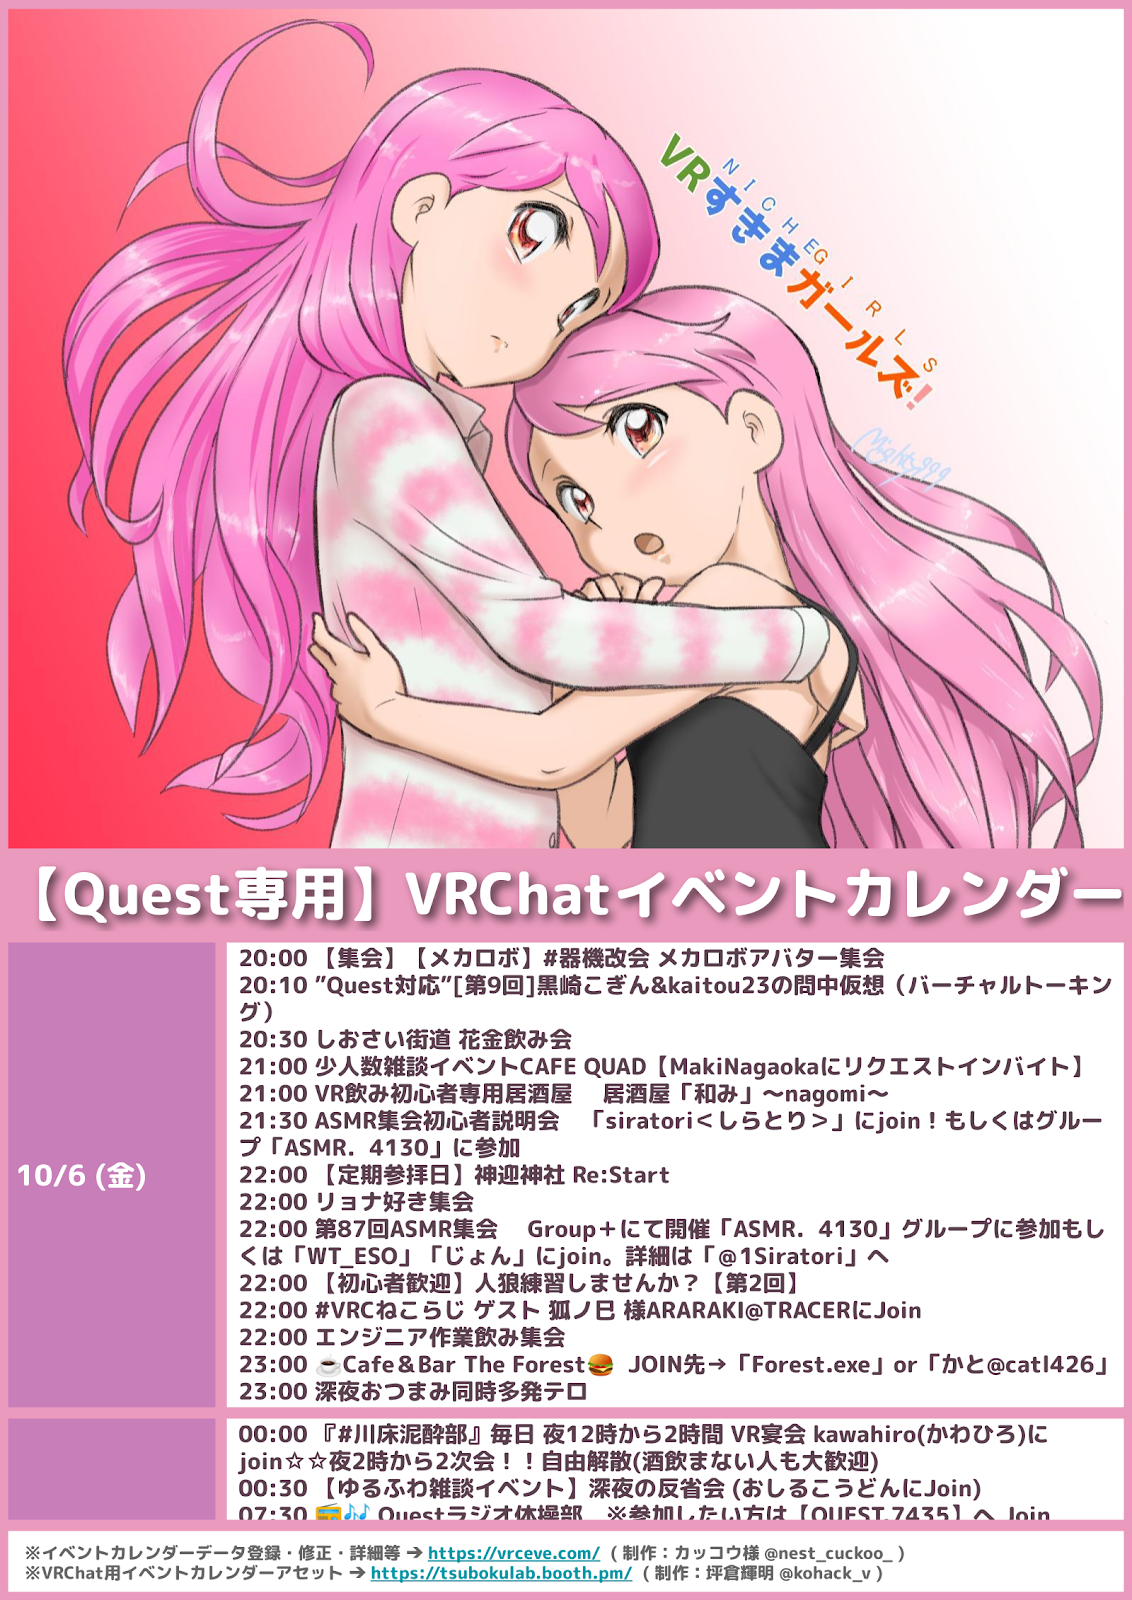 NICHE GIRLS
VRすきまガールズ!
Mighty999
【Quest専用】VRChatイベントカレンダー
10/6 (金)
20:00 【集会】【メカロボ】#器機改会 メカロボアバター集会
20:10 ”Quest対応”[第9回]黒崎こぎん&kaitou23の問中仮想（バーチャルトーキン
グ）
20:30 しおさい街道 花金飲み会
21:00 少人数雑談イベントCAFE QUAD【MakiNagaokaにリクエストインバイト】
21:00 VR飲み初心者専用居酒屋　居酒屋「和み」～nagomi～
21:30 ASMR集会初心者説明会　「siratori＜しらとり＞」にjoin！もしくはグルー
プ「ASMR．4130」に参加
22:00 【定期参拝日】神迎神社 Re:Start
22:00 リョナ好き集会
22:00 第87回ASMR集会　Group＋にて開催「ASMR．4130」グループに参加もし
くは「WT_ESO」「じょん」にjoin。詳細は「@1Siratori」へ
22:00 【初心者歓迎】人狼練習しませんか？【第2回】
22:00 #VRCねこらじ ゲスト 狐ノ巳 様ARARAKI@TRACERにJoin
22:00 エンジニア作業飲み集会
23:00 ☕Cafe＆Bar The Forest🍔 JOIN先→「Forest.exe」or「かと@catl426」
23:00 深夜おつまみ同時多発テロ
00:00 『#川床泥酔部』毎日 夜12時から2時間 VR宴会 kawahiro(かわひろ)に
join☆☆夜2時から2次会！！自由解散(酒飲まない人も大歓迎)
00:30 【ゆるふわ雑談イベント】深夜の反省会 (おしるこうどんにJoin)
07:30 📻🎶 Questラジオ体操部　※参加したい方は【QUEST.7435】へ Join
※イベントカレンダーデータ登録・修正・詳細等 ➔ https://vrceve.com/ ( 制作：カッコウ様 @nest_cuckoo_ )
※VRChat用イベントカレンダーアセット ➔ https://tsubokulab.booth.pm/ ( 制作：坪倉輝明 @kohack_v )